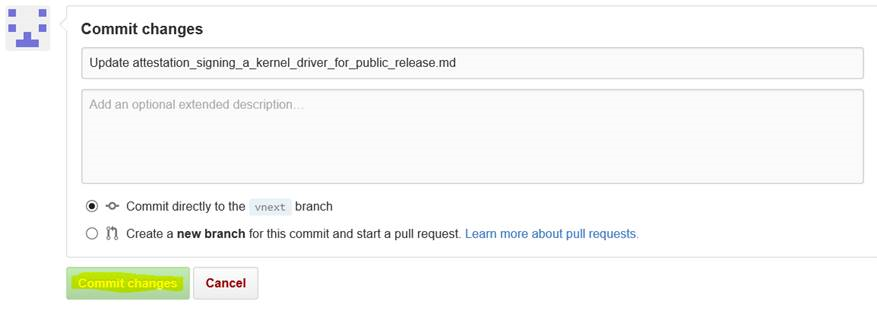 Commit changes
Update attestation_signing_a_kernel_driver_for_public_release.md
Add an optional extended description…
Commit directly to the vnext branch
Create a new branch for this commit and start a pull request. Learn more about pull requests.
Commit changes Cancel